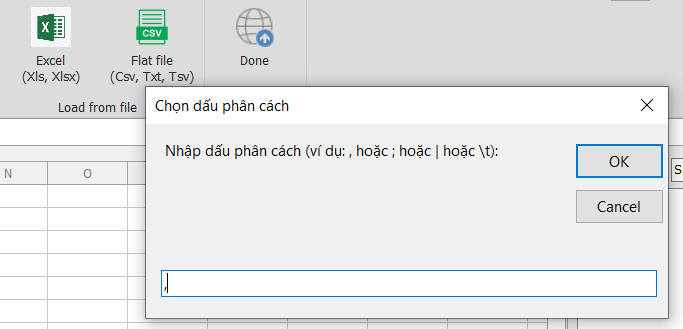 X
CSV
Excel
(Xls, Xlsx)
Flat file
(Csv, Txt, Tsv)
Done
Load from file
Chọn dấu phân cách
Nhập dấu phân cách (ví dụ: , hoặc ; hoặc | hoặc \t):
OK
Cancel
,
N
O
S